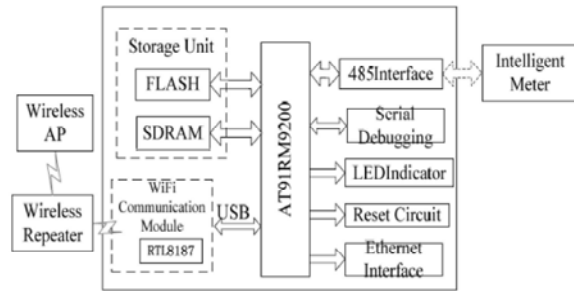 Storage Unit
FLASH
SDRAM
Wireless
AP
Wireless
Repeater
WiFi
Communication
Module
RTL8187
USB
AT91RM9200
485Interface
Intelligent
Meter
Serial
Debugging
LEDIndicator
Reset Circuit
Ethernet
Interface